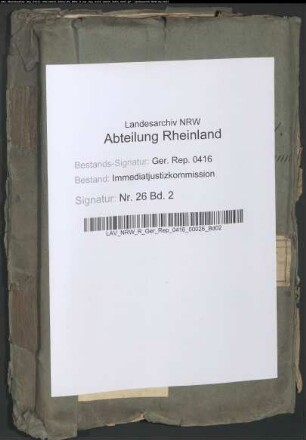 Landesarchiv NRW
Abteilung Rheinland
Bestands-Signatur: Ger. Rep. 0416
Bestand: Immediatjustizkommission
Signatur: Nr. 26 Bd. 2
LAV_NRW_R_Ger_Rep_0416_00026_Bd02